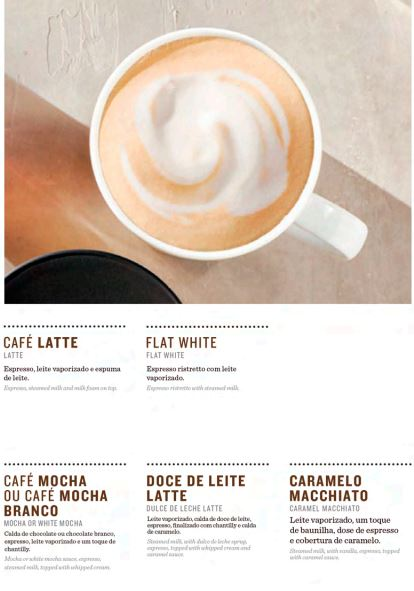 CAFÉ LATTE
LATTE
Espresso, leite vaporizado e espuma
de leite.
Espresso, steamed milk and milk foam on top.
FLAT WHITE
FLAT WHITE
Espresso ristretto com leite
vaporizado.
Espresso ristretto with steamed milk.
CAFÉ MOCHA
OU CAFÉ MOCHA
BRANCO
MOCHA OR WHITE MOCHA
Calda de chocolate ou chocolate branco,
espresso, leite vaporizado e um toque de
chantilly.
Mocha or white mocha sauce, espresso,
steamed milk, topped with whipped cream.
DOCE DE LEITE
LATTE
DULCE DE LECHE LATTE
Leite vaporizado, calda de doce de leite,
espresso, finalizado com chantilly e calda
de caramelo.
Steamed milk, with dulce de leche syrup,
espresso, topped with whipped cream and
caramel sauce.
CARAMELO
MACCHIATO
CARAMEL MACCHIATO
Leite vaporizado, um toque
de baunilha, dose de espresso
e cobertura de caramelo.
Steamed milk, with vanilla, espresso, topped
with caramel sauce.